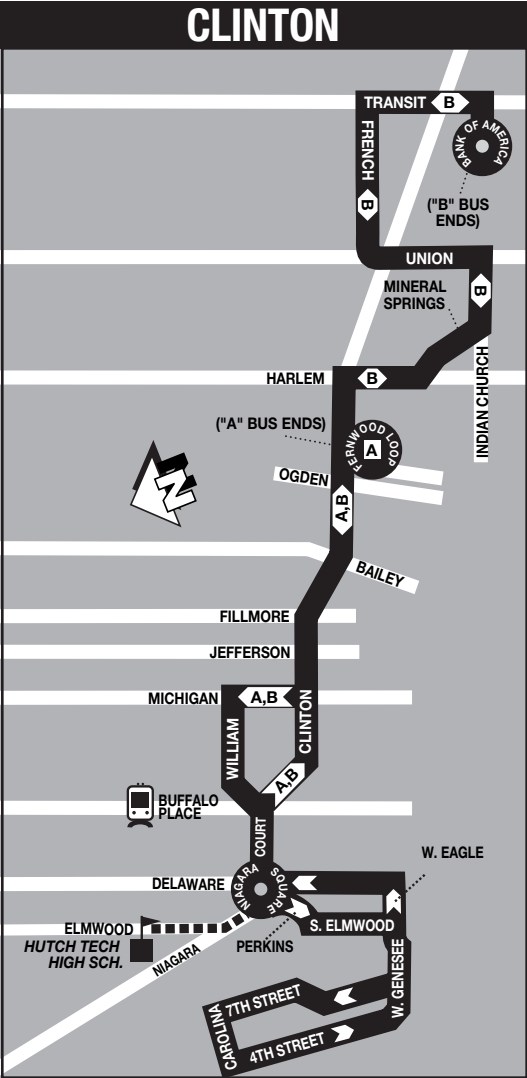 CLINTON
TRANSIT B
BANK OF AMERICA
FRENCH
B
("B" BUS
ENDS)
UNION
MINERAL
SPRINGS
B
INDIAN CHURCH
HARLEM
B
("A" BUS ENDS)
FERNWOOD LOOP
A
OGDEN
N
A,B
BAILEY
FILLMORE
JEFFERSON
MICHIGAN
A,B
WILLIAM
CLINTON
A,B
BUFFALO
PLACE
COURT
W. EAGLE
DELAWARE
NIAGARA SQUARE
ELMWOOD
S. ELMWOOD
HUTCH TECH
HIGH SCH.
PERKINS
NIAGARA
W. GENESEE
7TH STREET
CAROLINA
4TH STREET